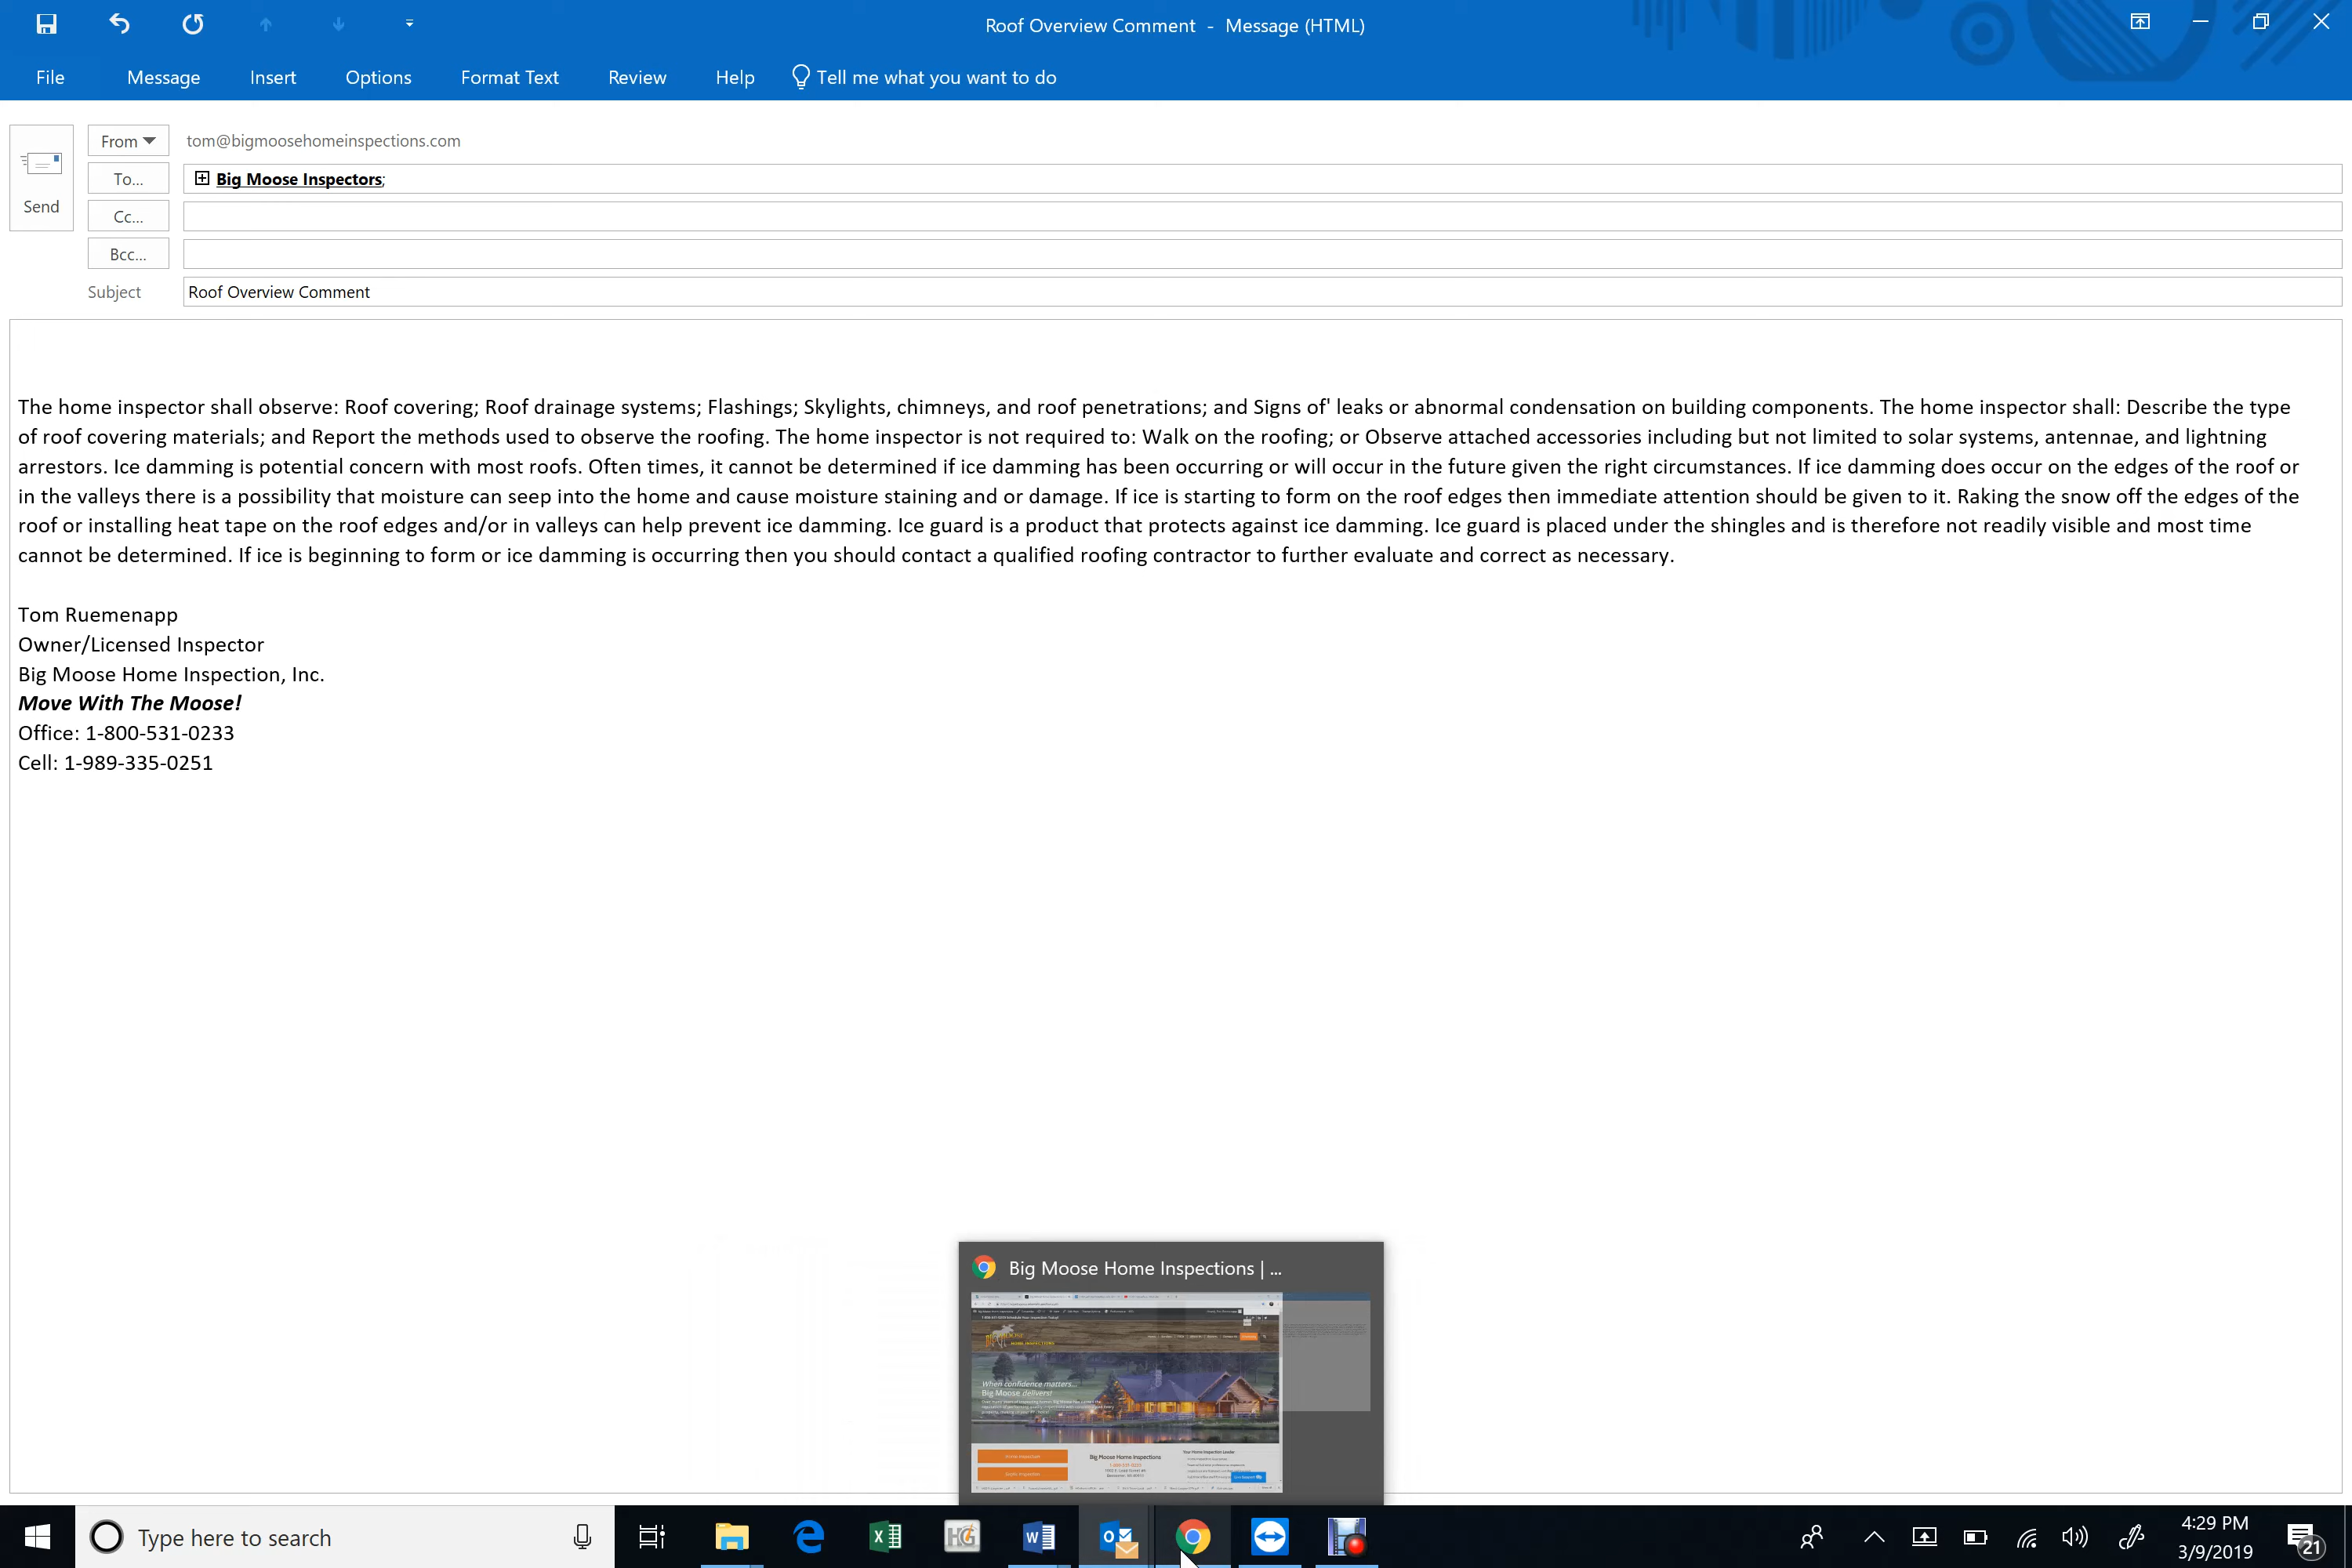 Roof Overview Comment - Message (HTML)
File Message Insert Options Format Text Review Help Tell me what you want to do
From tom@bigmoosehomeinspections.com
To... Big Moose Inspectors;
Send
Cc...
Bcc...
Subject Roof Overview Comment
The home inspector shall observe: Roof covering; Roof drainage systems; Flashings; Skylights, chimneys, and roof penetrations; and Signs of' leaks or abnormal condensation on building components. The home inspector shall: Describe the type
of roof covering materials; and Report the methods used to observe the roofing. The home inspector is not required to: Walk on the roofing; or Observe attached accessories including but not limited to solar systems, antennae, and lightning
arrestors. Ice damming is potential concern with most roofs. Often times, it cannot be determined if ice damming has been occurring or will occur in the future given the right circumstances. If ice damming does occur on the edges of the roof or
in the valleys there is a possibility that moisture can seep into the home and cause moisture staining and or damage. If ice is starting to form on the roof edges then immediate attention should be given to it. Raking the snow off the edges of the
roof or installing heat tape on the roof edges and/or in valleys can help prevent ice damming. Ice guard is a product that protects against ice damming. Ice guard is placed under the shingles and is therefore not readily visible and most time
cannot be determined. If ice is beginning to form or ice damming is occurring then you should contact a qualified roofing contractor to further evaluate and correct as necessary.
Tom Ruemenapp
Owner/Licensed Inspector
Big Moose Home Inspection, Inc.
Move With The Moose!
Office: 1-800-531-0233
Cell: 1-989-335-0251
Big Moose Home Inspections | ...
When confidence matters...
Big Moose delivers!
Big Moose Home Inspections
Type here to search
4:29 PM
3/9/2019
21